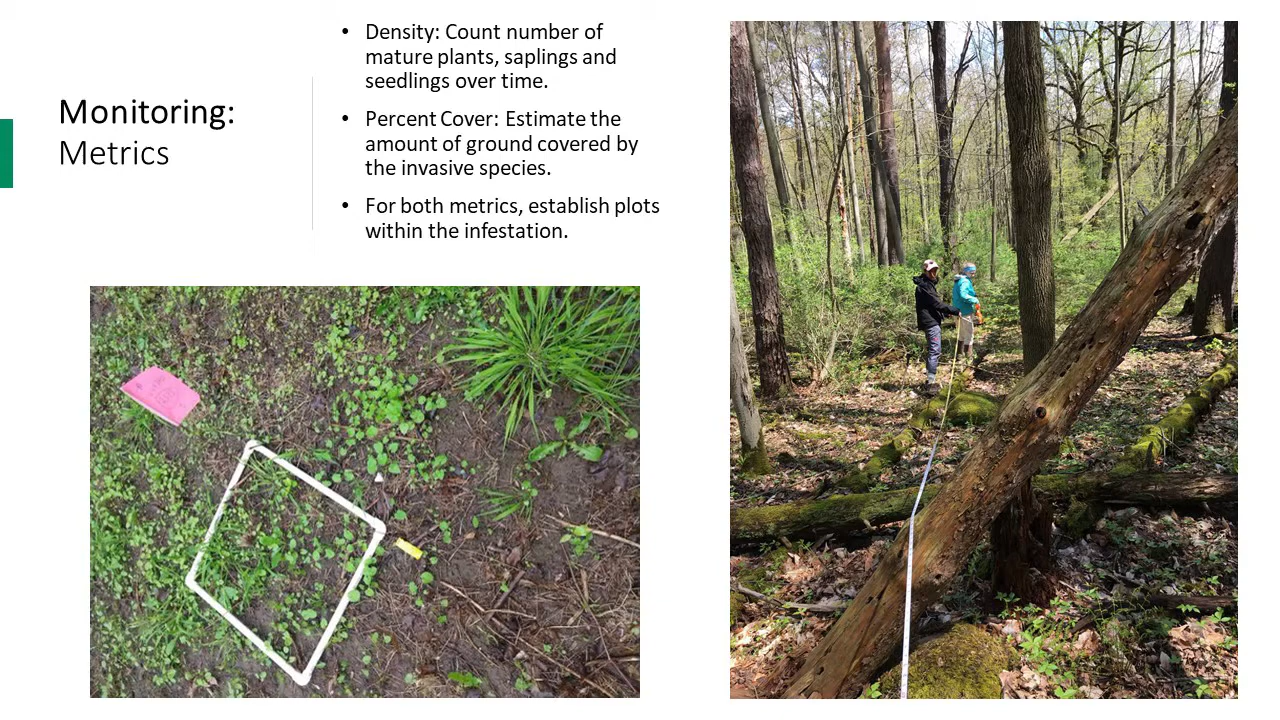 Monitoring:
Metrics
• Density: Count number of
mature plants, saplings and
seedlings over time.
• Percent Cover: Estimate the
amount of ground covered by
the invasive species.
• For both metrics, establish plots
within the infestation.